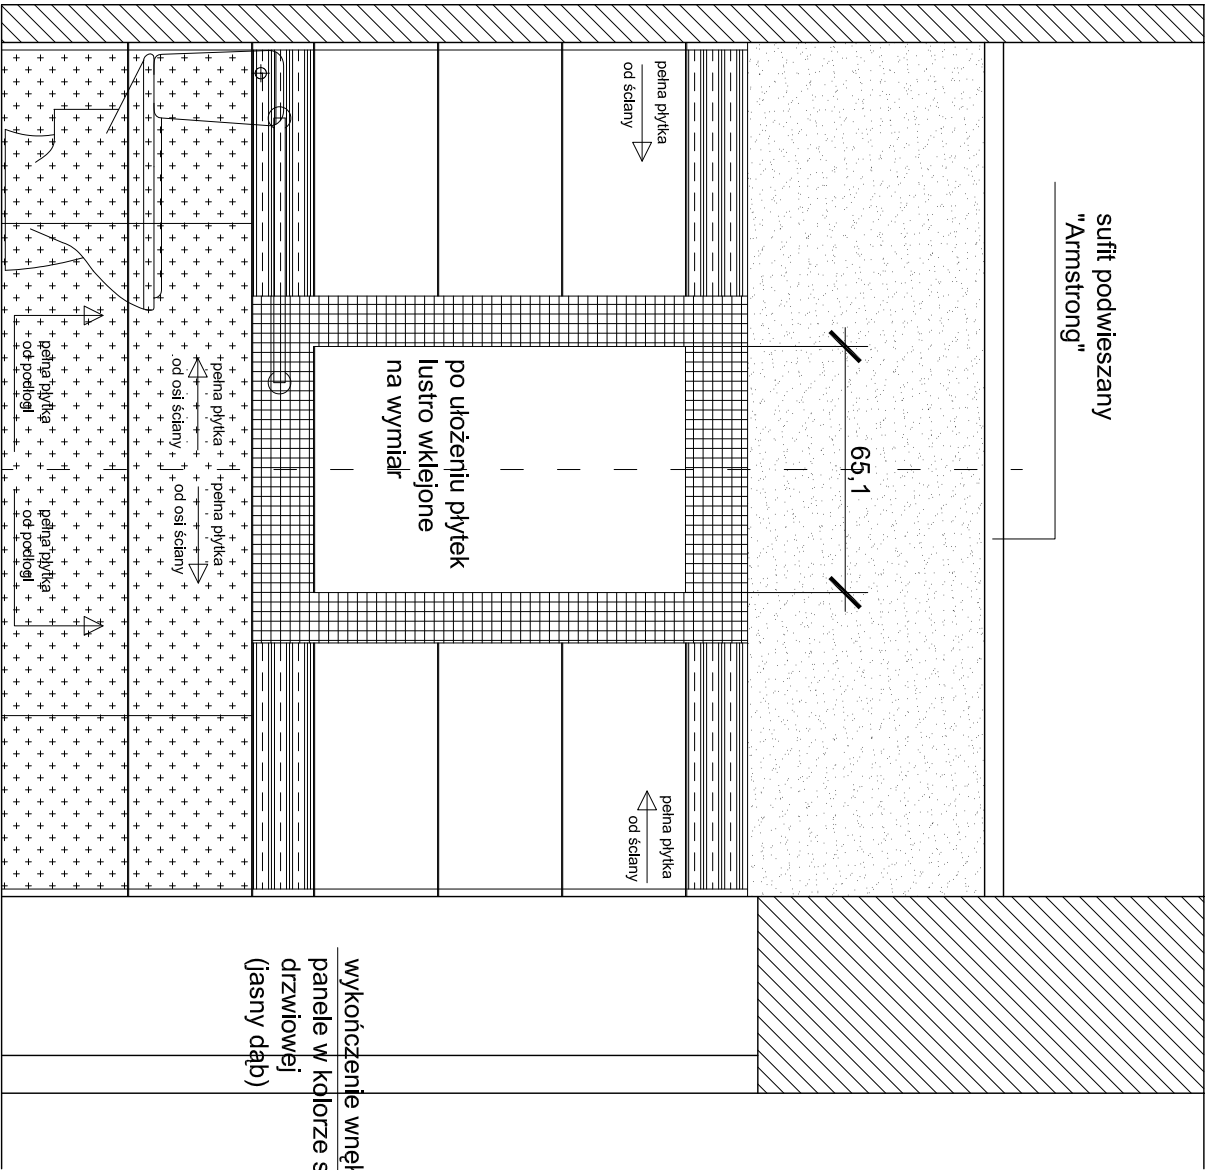 sufit podwieszany
"Armstrong"
pełna płytka
od ściany
65,1
pełna płytka
od ściany
po ułożeniu płytek
lustro wklejone
na wymiar
pełna płytka
od osi ściany
pełna płytka
od osi ściany
pełna płytka
od podłogi
pełna płytka
od podłogi
wykończenie wnęk
panele w kolorze s
drzwiowej
(jasny dąb)